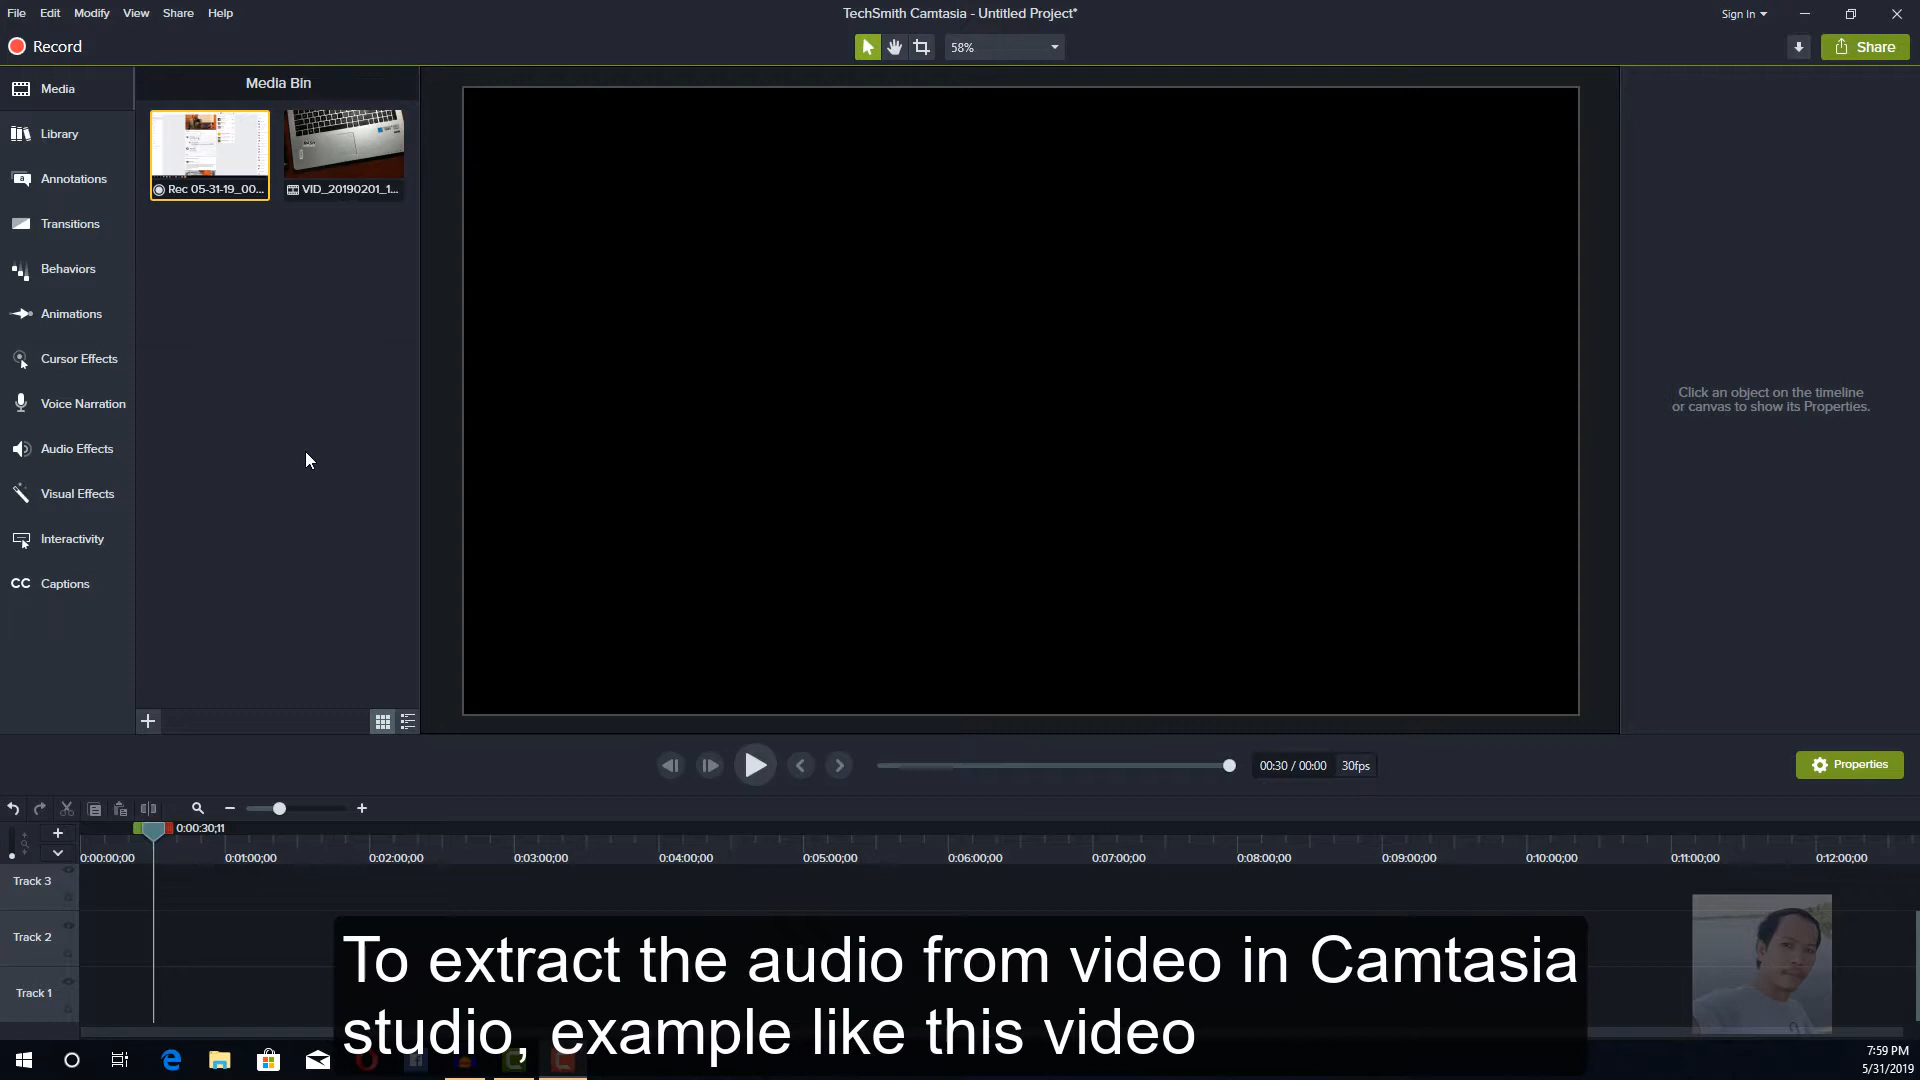 File Edit Modify View Share Help
TechSmith Camtasia - Untitled Project*
Sign In
Record
58%
Share
Media
Media Bin
Library
Annotations
Transitions
Behaviors
Animations
Cursor Effects
Voice Narration
Audio Effects
Visual Effects
Interactivity
CC Captions
Rec 05-31-19_00...
VID_20190201_1...
Click an object on the timeline
or canvas to show its Properties.
00:30 / 00:00 30fps
Properties
0:00:30;11
0:00:00;00 0:01:00;00 0:02:00;00 0:03:00;00 0:04:00;00 0:05:00;00 0:06:00;00 0:07:00;00 0:08:00;00 0:09:00;00 0:10:00;00 0:11:00;00 0:12:00;00
Track 3
Track 2
Track 1
To extract the audio from video in Camtasia
studio, example like this video
7:59 PM
5/31/2019